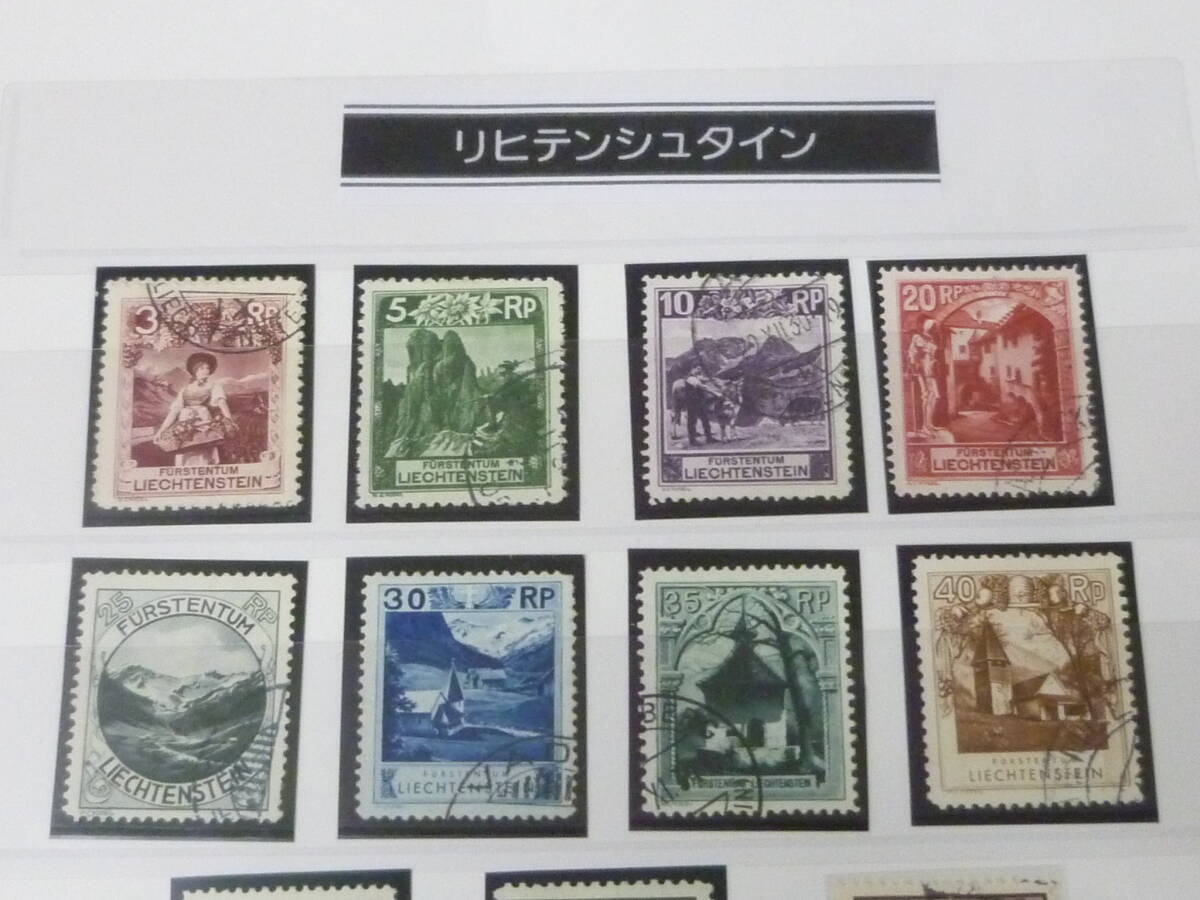 リヒテンシュタイン
3 RP
FÜRSTENTUM
LIECHTENSTEIN
5 RP
FÜRSTENTUM
LIECHTENSTEIN
10 RP
FÜRSTENTUM
LIECHTENSTEIN
20 RP
FÜRSTENTUM
LIECHTENSTEIN
25 RP
FÜRSTENTUM
LIECHTENSTEIN
30 RP
FÜRSTENTUM
LIECHTENSTEIN
35 RP
FÜRSTENTUM LIECHTENSTEIN
40 RP
FÜRSTENTUM
LIECHTENSTEIN